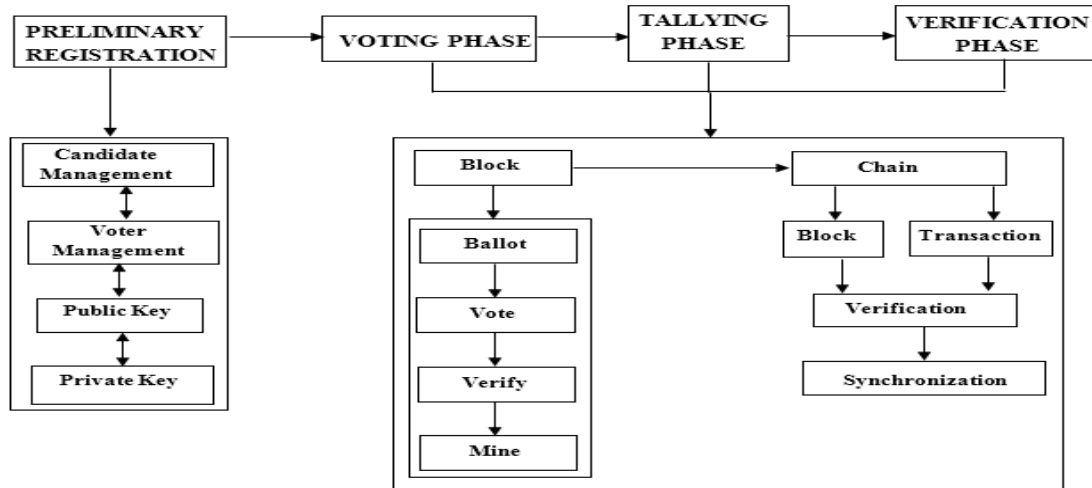 PRELIMINARY
REGISTRATION
VOTING PHASE
TALLYING
PHASE
VERIFICATION
PHASE
Candidate
Management
Voter
Management
Public Key
Private Key
Block
Ballot
Vote
Verify
Mine
Chain
Block
Transaction
Verification
Synchronization